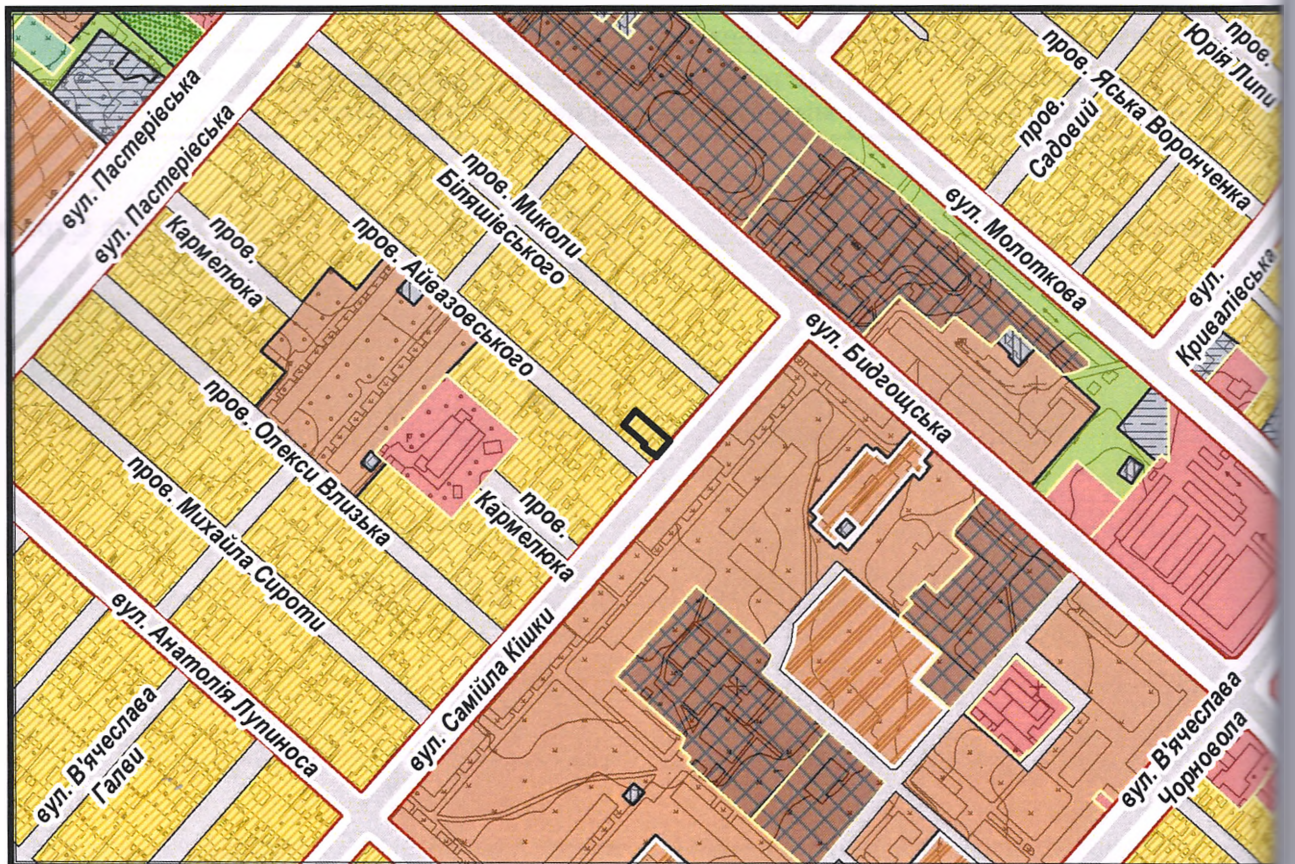 вул. Пастерівська
вул. Пастерівська
пров.
Кармелюка
пров. Миколи
Біляшівського
пров. Айвазовського
пров. Олекси Влизька
пров. Михайла Сироти
вул. Анатолія Лупиноса
вул. В'ячеслава
Галви
пров.
Кармелюка
вул. Самійла Кішки
вул. Бидгощська
вул. Молоткова
пров.
Садовий
пров. Яська Воронченка
пров.
Юрія Липи
вул.
Кривалівська
вул. В'ячеслава
Чорновола